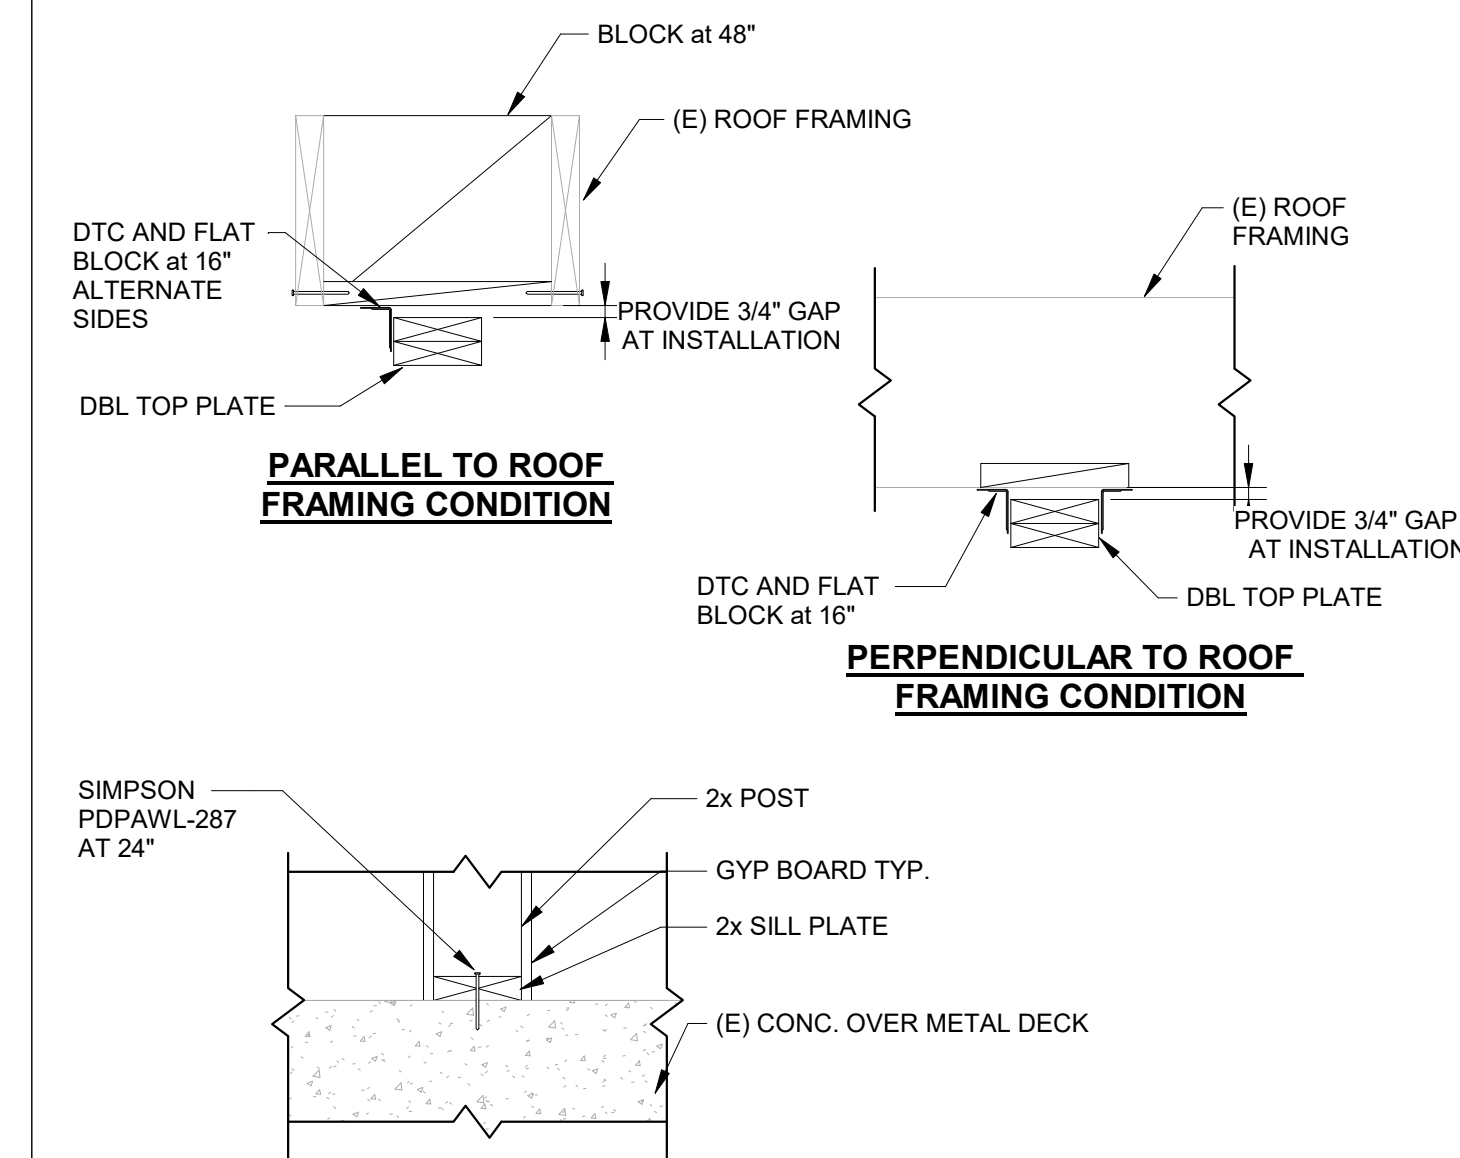 BLOCK at 48"
(E) ROOF FRAMING
DTC AND FLAT
BLOCK at 16"
ALTERNATE
SIDES
PROVIDE 3/4" GAP
AT INSTALLATION
DBL TOP PLATE
PARALLEL TO ROOF
FRAMING CONDITION
(E) ROOF
FRAMING
PROVIDE 3/4" GAP
AT INSTALLATION
DTC AND FLAT
BLOCK at 16"
DBL TOP PLATE
PERPENDICULAR TO ROOF
FRAMING CONDITION
SIMPSON
PDPAWL-287
AT 24"
2x POST
GYP BOARD TYP.
2x SILL PLATE
(E) CONC. OVER METAL DECK